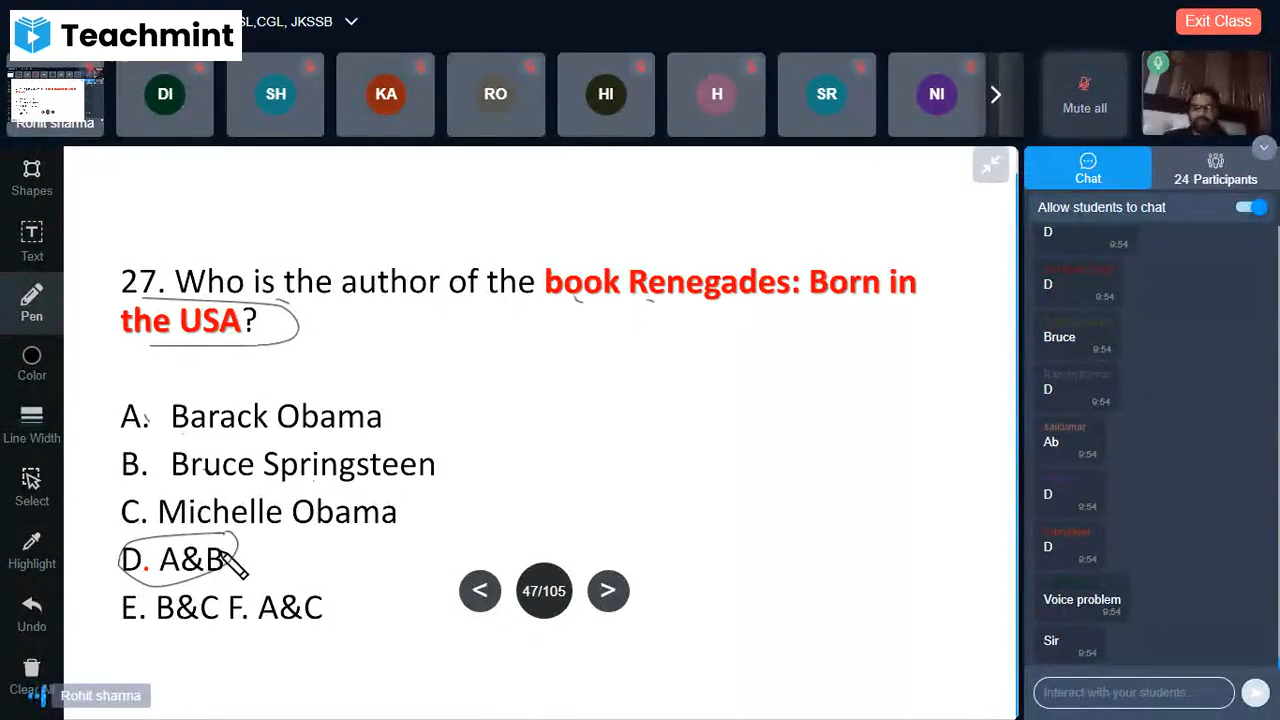 Teachmint
SL,CGL, JKSSB
Exit Class
DI
SH
KA
RO
HI
H
SR
NI
Mute all
Rohit sharma
Chat
24 Participants
Allow students to chat
Shapes
Text
Pen
Color
Line Width
Select
Highlight
Undo
Clear All
27. Who is the author of the book Renegades: Born in
the USA?
A. Barack Obama
B. Bruce Springsteen
C. Michelle Obama
D. A&B
E. B&C F. A&C
< 47/105 >
Rohit sharma
D
9:54
D
9:54
Bruce
9:54
D
9:54
saikumar
Ab
9:54
D
9:54
D
9:54
Voice problem
9:54
Sir
9:54
Interact with your students...